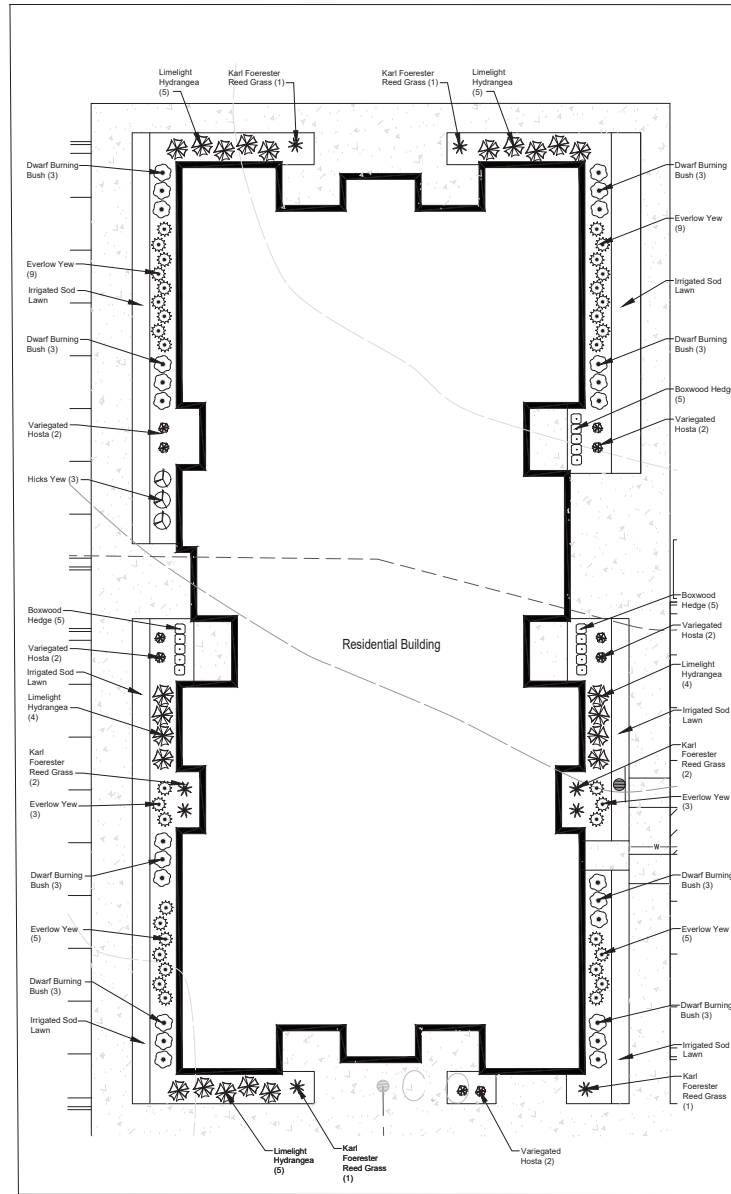 Limelight
Hydrangea
(5)
Karl Foerester
Reed Grass (1)
Karl Foerester
Reed Grass (1)
Limelight
Hydrangea
(5)
Dwarf Burning
Bush (3)
Everlow Yew
(9)
Irrigated Sod
Lawn
Dwarf Burning
Bush (3)
Variegated
Hosta (2)
Hicks Yew (3)
Boxwood
Hedge (5)
Variegated
Hosta (2)
Irrigated Sod
Lawn
Limelight
Hydrangea
(4)
Karl
Foerester
Reed Grass
(2)
Everlow Yew
(3)
Dwarf Burning
Bush (3)
Everlow Yew
(5)
Dwarf Burning
Bush (3)
Irrigated Sod
Lawn
Residential Building
Dwarf Burning
Bush (3)
Everlow Yew
(9)
Irrigated Sod
Lawn
Dwarf Burning
Bush (3)
Boxwood Hedge
(5)
Variegated
Hosta (2)
Boxwood
Hedge (5)
Variegated
Hosta (2)
Limelight
Hydrangea
(4)
Irrigated Sod
Lawn
Karl
Foerester
Reed Grass
(2)
Everlow Yew
(3)
W
Dwarf Burning
Bush (3)
Everlow Yew
(5)
Dwarf Burning
Bush (3)
Irrigated Sod
Lawn
Karl
Foerester
Reed Grass
(1)
Limelight
Hydrangea
(5)
Karl
Foerester
Reed Grass
(1)
Variegated
Hosta (2)